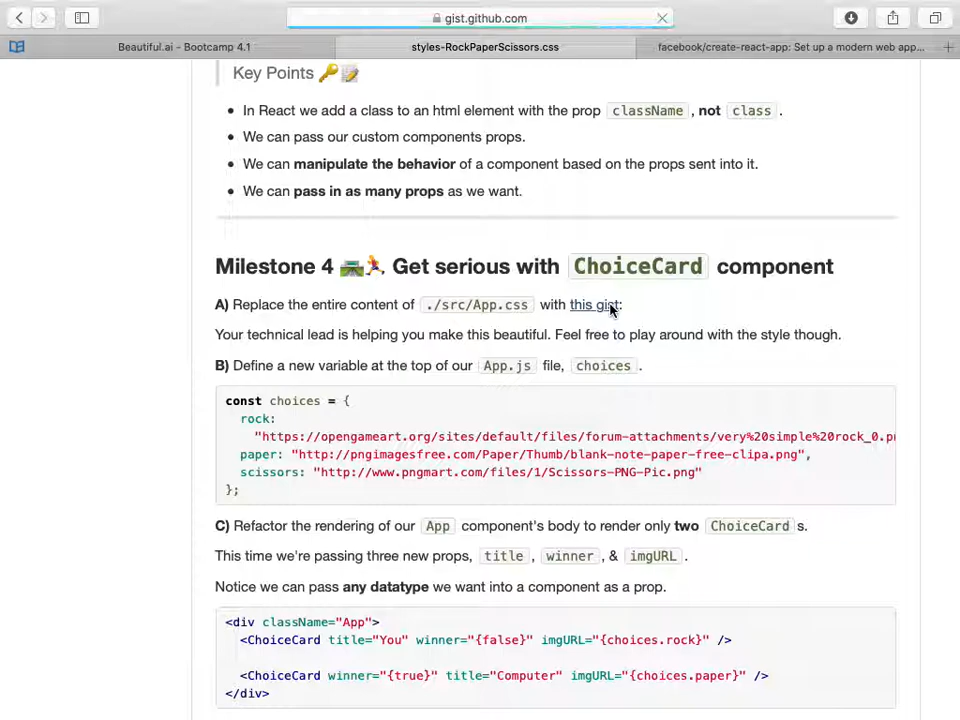 gist.github.com
Beautiful.ai - Bootcamp 4.1
styles-RockPaperScissors.css
facebook/create-react-app: Set up a modern web app...
Key Points 🔑📝
In React we add a class to an html element with the prop className, not class.
We can pass our custom components props.
We can manipulate the behavior of a component based on the props sent into it.
We can pass in as many props as we want.
Milestone 4 🛤️🏃 Get serious with ChoiceCard component
A) Replace the entire content of ./src/App.css with this gist:
Your technical lead is helping you make this beautiful. Feel free to play around with the style though.
B) Define a new variable at the top of our App.js file, choices.
const choices = {
rock:
"https://opengameart.org/sites/default/files/forum-attachments/very%20simple%20rock_0.pn
paper: "http://pngimagesfree.com/Paper/Thumb/blank-note-paper-free-clipa.png",
scissors: "http://www.pngmart.com/files/1/Scissors-PNG-Pic.png"
};
C) Refactor the rendering of our App component's body to render only two ChoiceCard s.
This time we're passing three new props, title, winner, & imgURL.
Notice we can pass any datatype we want into a component as a prop.
<div className="App">
<ChoiceCard title="You" winner="{false}" imgURL="{choices.rock}" />
<ChoiceCard winner="{true}" title="Computer" imgURL="{choices.paper}" />
</div>